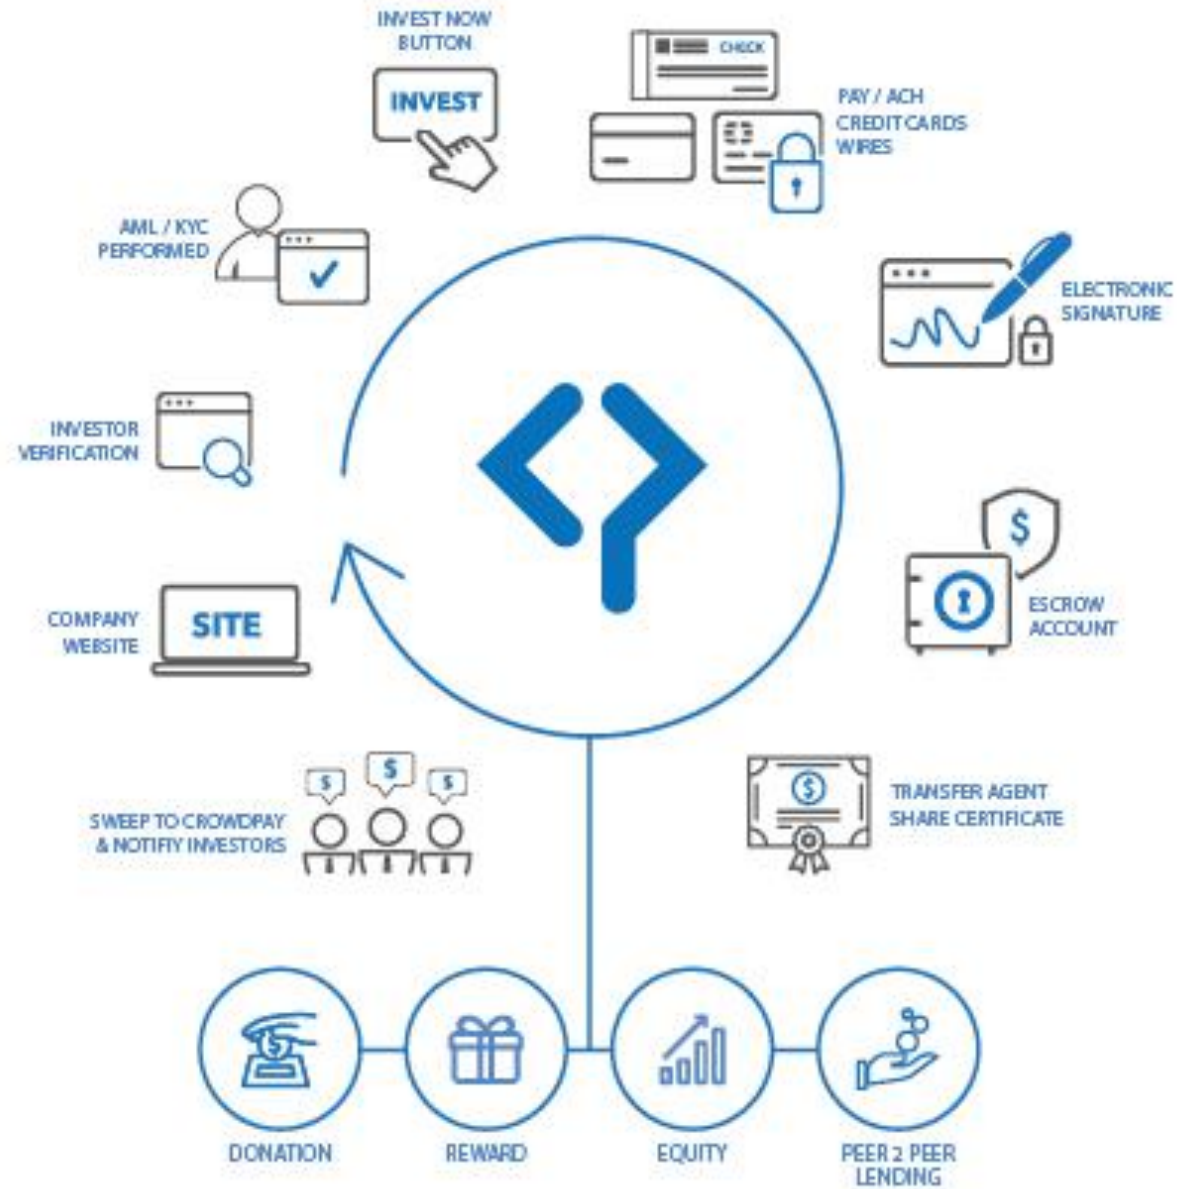 INVEST NOW
BUTTON
INVEST
CHECK
PAY / ACH
CREDIT CARDS
WIRES
AML / KYC
PERFORMED
ELECTRONIC
SIGNATURE
INVESTOR
VERIFICATION
$
ESCROW
ACCOUNT
COMPANY
WEBSITE
SITE
$ $ $
SWEEP TO CROWDPAY
& NOTIFIY INVESTORS
$
TRANSFER AGENT
SHARE CERTIFICATE
$
DONATION
REWARD
EQUITY
PEER 2 PEER
LENDING